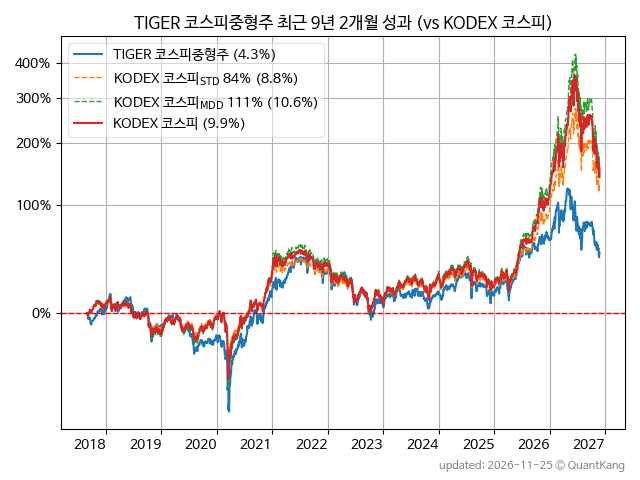 TIGER 코스피중형주 최근 9년 2개월 성과 (vs KODEX 코스피)
TIGER 코스피중형주 (4.3%)
KODEX 코스피STD 84% (8.8%)
KODEX 코스피MDD 111% (10.6%)
KODEX 코스피 (9.9%)
400%
300%
200%
100%
0%
2018 2019 2020 2021 2022 2023 2024 2025 2026 2027
updated: 2026-11-25 © QuantKang